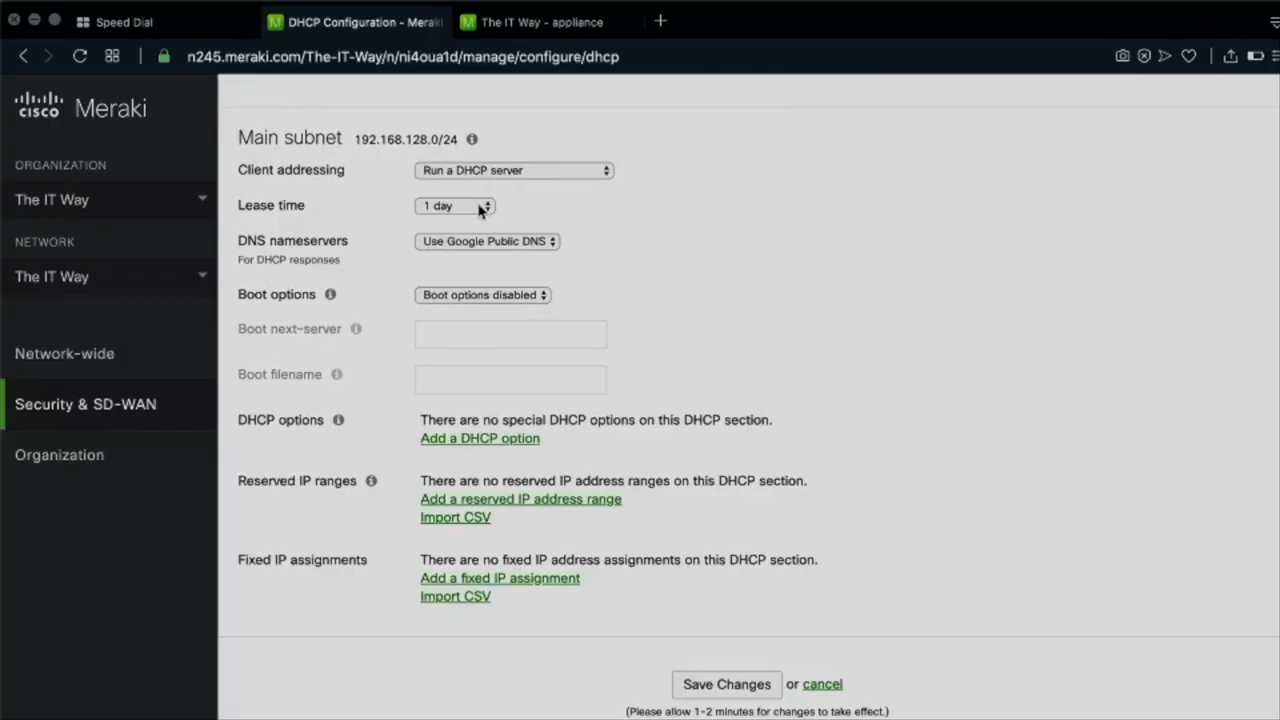 Speed Dial
DHCP Configuration - Meraki
The IT Way - appliance
n245.meraki.com/The-IT-Way/n/ni4oua1d/manage/configure/dhcp
cisco Meraki
ORGANIZATION
The IT Way
NETWORK
The IT Way
Network-wide
Security & SD-WAN
Organization
Main subnet 192.168.128.0/24
Client addressing Run a DHCP server
Lease time 1 day
DNS nameservers Use Google Public DNS
For DHCP responses
Boot options Boot options disabled
Boot next-server
Boot filename
DHCP options There are no special DHCP options on this DHCP section.
Add a DHCP option
Reserved IP ranges There are no reserved IP address ranges on this DHCP section.
Add a reserved IP address range
Import CSV
Fixed IP assignments There are no fixed IP address assignments on this DHCP section.
Add a fixed IP assignment
Import CSV
Save Changes or cancel
(Please allow 1-2 minutes for changes to take effect.)